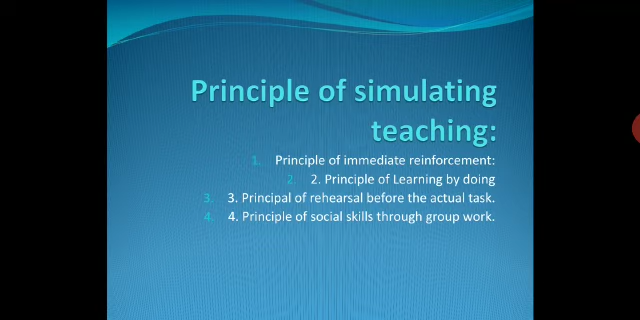 Principle of simulating
teaching:
1. Principle of immediate reinforcement:
2. 2. Principle of Learning by doing
3. 3. Principal of rehearsal before the actual task.
4. 4. Principle of social skills through group work.